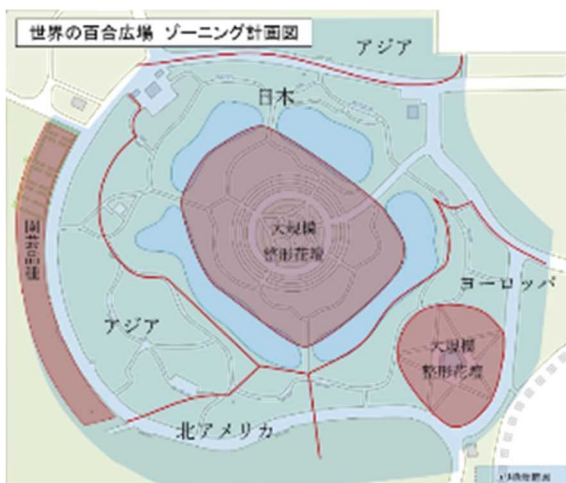 世界の百合広場 ゾーニング計画図
アジア
日本
園芸品種
大規模
整形花壇
ヨーロッパ
アジア
大規模
整形花壇
北アメリカ